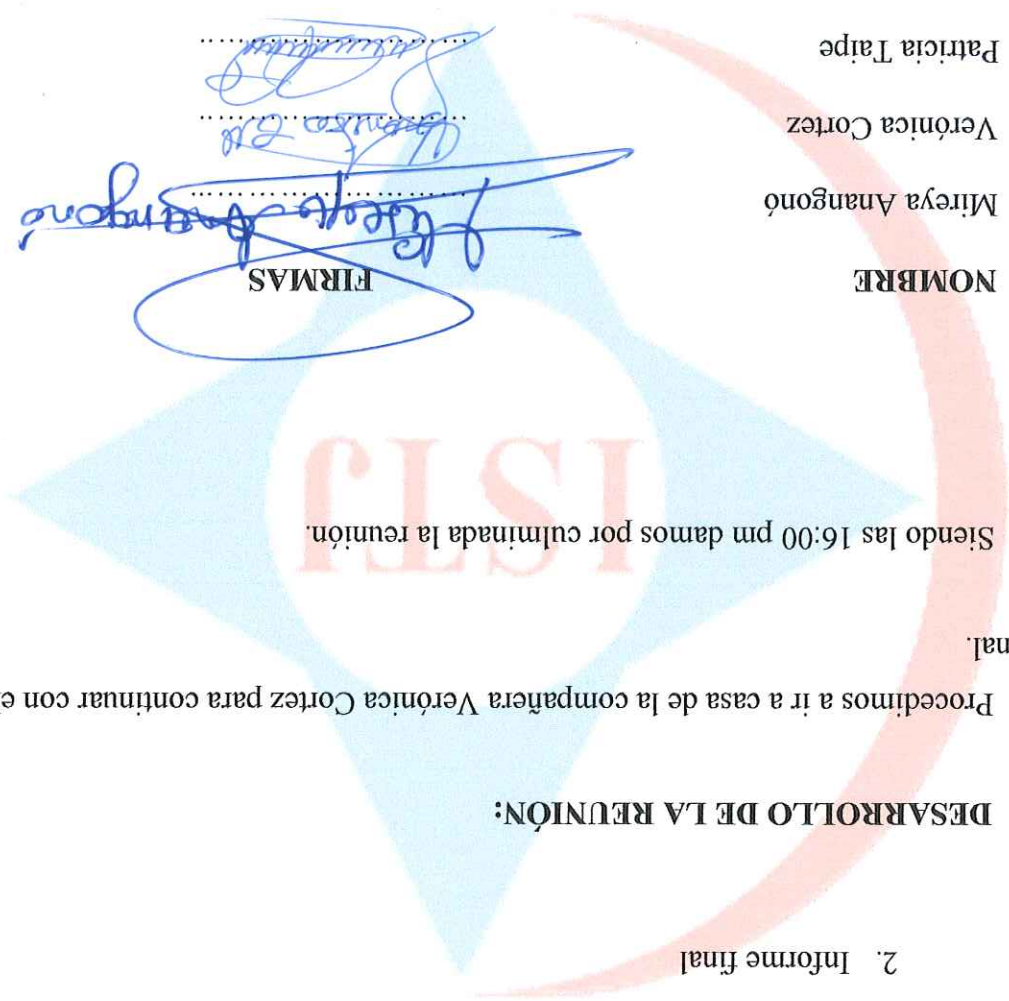 2. Informe final
DESARROLLO DE LA REUNIÓN:
Procedimos a ir a casa de la compañera Verónica Cortez para continuar con e
nal.
Siendo las 16:00 pm damos por culminada la reunión.
ISTJ
NOMBRE FIRMAS
Mireya Anangonó ........................ Anangonó
Verónica Cortez ........................
Patricia Taipe ........................